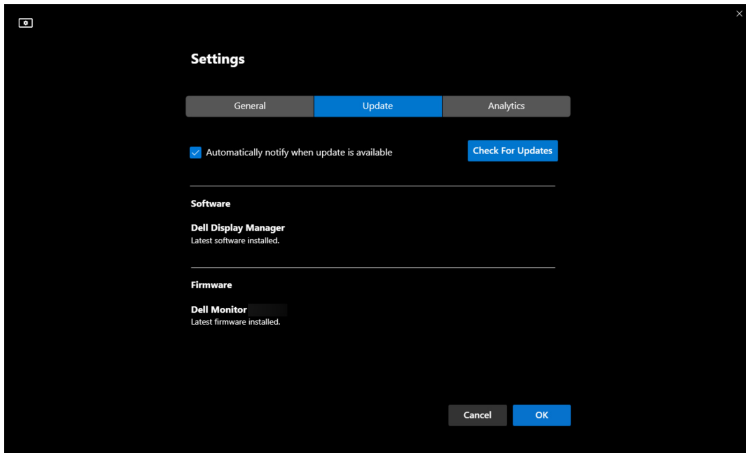 Settings
General Update Analytics
Automatically notify when update is available Check For Updates
Software
Dell Display Manager
Latest software installed.
Firmware
Dell Monitor
Latest firmware installed.
Cancel OK